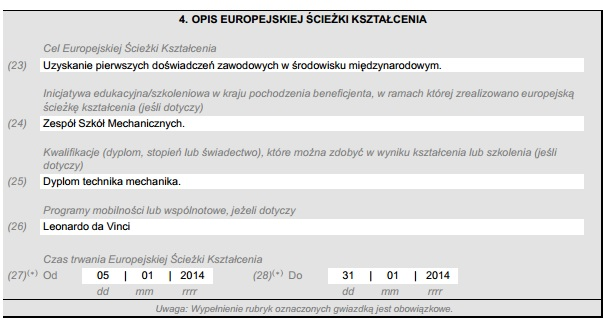 4. OPIS EUROPEJSKIEJ ŚCIEŻKI KSZTAŁCENIA
Cel Europejskiej Ścieżki Kształcenia
(23) Uzyskanie pierwszych doświadczeń zawodowych w środowisku międzynarodowym.
Inicjatywa edukacyjna/szkoleniowa w kraju pochodzenia beneficjenta, w ramach której zrealizowano europejską
ścieżkę kształcenia (jeśli dotyczy)
(24) Zespół Szkół Mechanicznych.
Kwalifikacje (dyplom, stopień lub świadectwo), które można zdobyć w wyniku kształcenia lub szkolenia (jeśli
dotyczy)
(25) Dyplom technika mechanika.
Programy mobilności lub wspólnotowe, jeżeli dotyczy
(26) Leonardo da Vinci
Czas trwania Europejskiej Ścieżki Kształcenia
(27)(*) Od 05 | 01 | 2014 (28)(*) Do 31 | 01 | 2014
dd mm rrrr dd mm rrrr
Uwaga: Wypełnienie rubryk oznaczonych gwiazdką jest obowiązkowe.